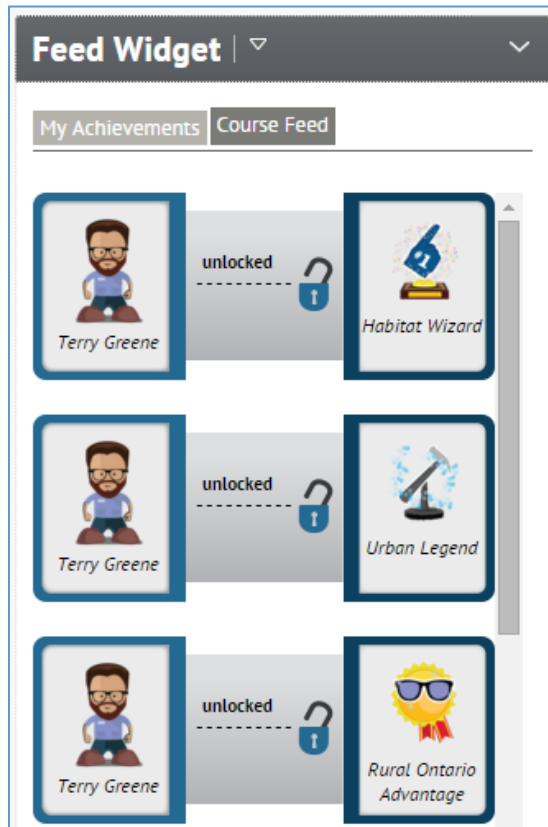 Feed Widget
My Achievements Course Feed
unlocked
#1
Terry Greene
Habitat Wizard
unlocked
Terry Greene
Urban Legend
unlocked
Terry Greene
Rural Ontario
Advantage